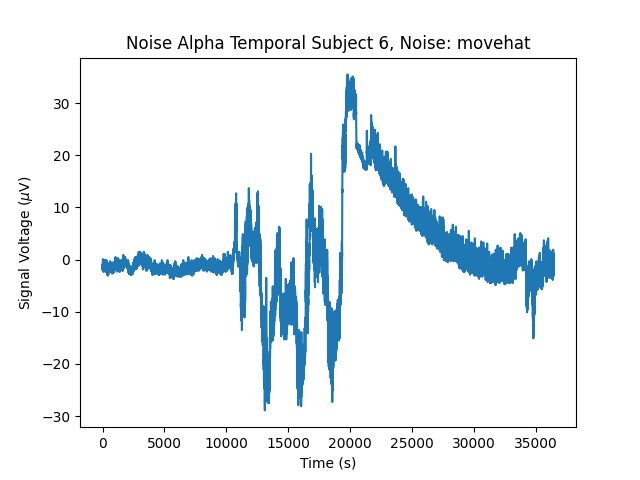 Noise Alpha Temporal Subject 6, Noise: movehat
Signal Voltage (μV)
30
20
10
0
−10
−20
−30
0 5000 10000 15000 20000 25000 30000 35000
Time (s)